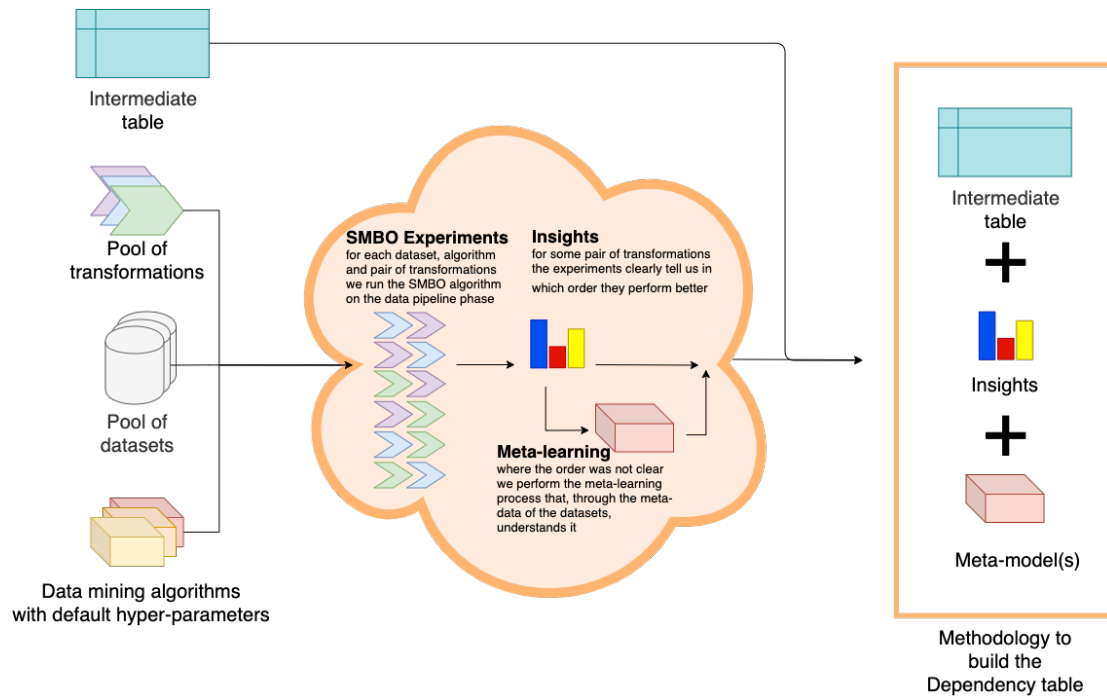 Intermediate
table
Pool of
transformations
Pool of
datasets
Data mining algorithms
with default hyper-parameters
SMBO Experiments
for each dataset, algorithm
and pair of transformations
we run the SMBO algorithm
on the data pipeline phase
Insights
for some pair of transformations
the experiments clearly tell us in
which order they perform better
Meta-learning
where the order was not clear
we perform the meta-learning
process that, through the meta-
data of the datasets,
understands it
Intermediate
table
+
Insights
+
Meta-model(s)
Methodology to
build the
Dependency table